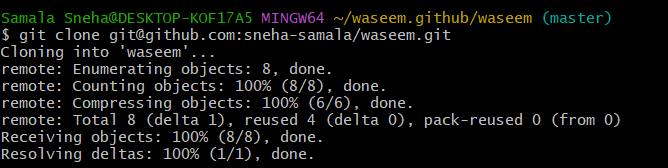 Samala Sneha@DESKTOP-KOF17A5 MINGW64 ~/waseem.github/waseem (master)
$ git clone git@github.com:sneha-samala/waseem.git
Cloning into 'waseem'...
remote: Enumerating objects: 8, done.
remote: Counting objects: 100% (8/8), done.
remote: Compressing objects: 100% (6/6), done.
remote: Total 8 (delta 1), reused 4 (delta 0), pack-reused 0 (from 0)
Receiving objects: 100% (8/8), done.
Resolving deltas: 100% (1/1), done.